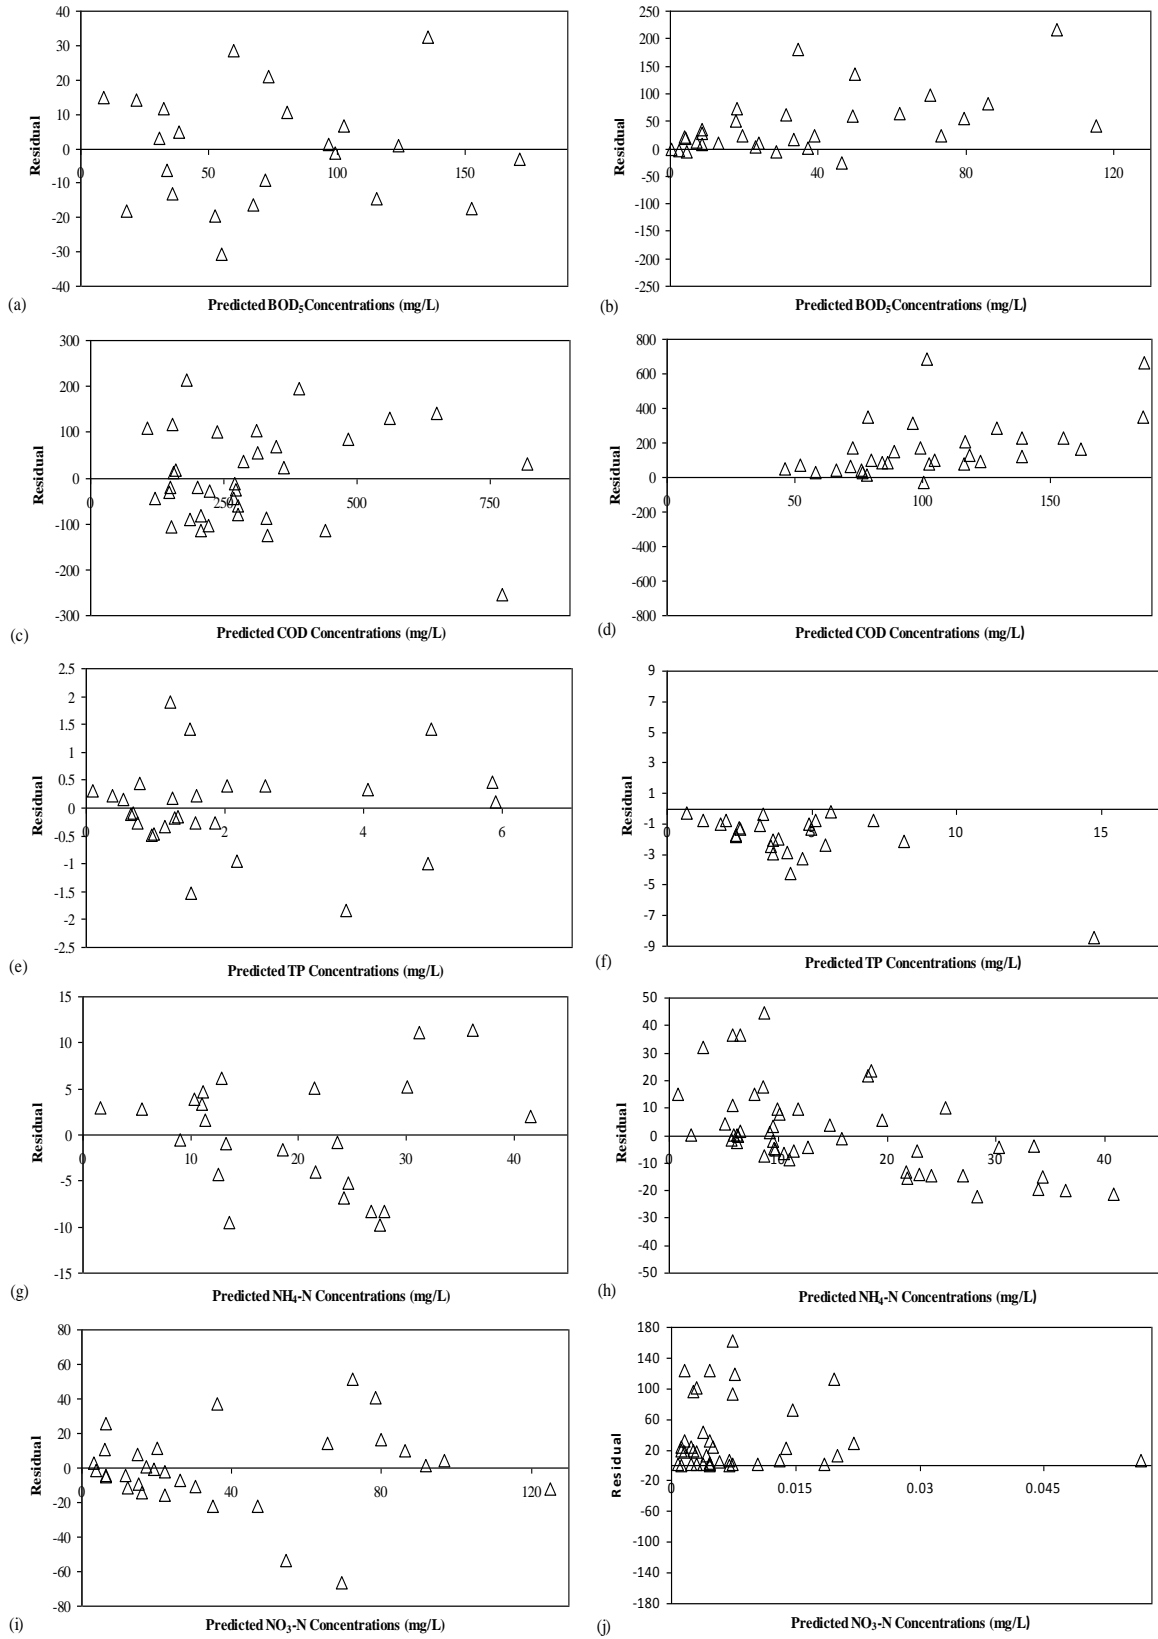 40
30
20
10
0
-10
-20
-30
-40
0 50 100 150
Residual
(a)
Predicted BOD5Concentrations (mg/L)
250
200
150
100
50
0
-50
-100
-150
-200
-250
0 40 80 120
Residual
(b)
Predicted BOD5Concentrations (mg/L)
300
200
100
0
-100
-200
-300
0 250 500 750
Residual
(c)
Predicted COD Concentrations (mg/L)
800
600
400
200
0
-200
-400
-600
-800
0 50 100 150
Residual
(d)
Predicted COD Concentrations (mg/L)
2.5
2
1.5
1
0.5
0
-0.5
-1
-1.5
-2
-2.5
0 2 4 6
Residual
(e)
Predicted TP Concentrations (mg/L)
9
7
5
3
1
-1
-3
-5
-7
-9
0 5 10 15
Residual
(f)
Predicted TP Concentrations (mg/L)
15
10
5
0
-5
-10
-15
0 10 20 30 40
Residual
(g)
Predicted NH4-N Concentrations (mg/L)
50
40
30
20
10
0
-10
-20
-30
-40
-50
0 10 20 30 40
Residual
(h)
Predicted NH4-N Concentrations (mg/L)
80
60
40
20
0
-20
-40
-60
-80
0 40 80 120
Residual
(i)
Predicted NO3-N Concentrations (mg/L)
180
140
100
60
20
-20
-60
-100
-140
-180
0 0.015 0.03 0.045
Residual
(j)
Predicted NO3-N Concentrations (mg/L)